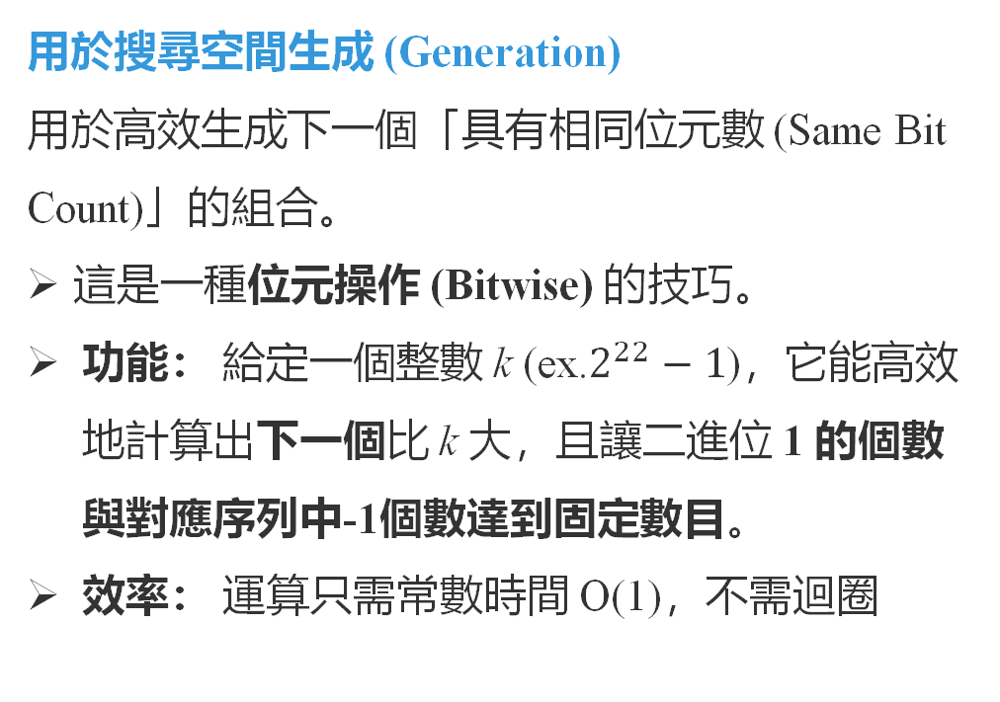 用於搜尋空間生成 (Generation)
用於高效生成下一個「具有相同位元數 (Same Bit
Count)」的組合。
➢ 這是一種位元操作 (Bitwise) 的技巧。
➢ 功能： 給定一個整數 k (ex.2²² − 1)，它能高效
地計算出下一個比 k 大，且讓二進位 1 的個數
與對應序列中-1個數達到固定數目。
➢ 效率： 運算只需常數時間 O(1)，不需迴圈